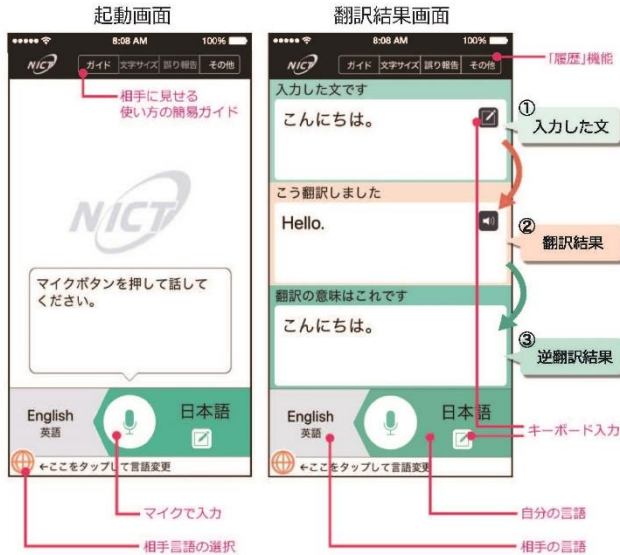 起動画面
8:08 AM
100%
NICT
ガイド
文字サイズ
誤り報告
その他
相手に見せる
使い方の簡易ガイド
NICT
マイクボタンを押して話して
ください。
English
英語
日本語
←ここをタップして言語変更
マイクで入力
相手言語の選択
翻訳結果画面
8:08 AM
100%
NICT
ガイド
文字サイズ
誤り報告
その他
「履歴」機能
入力した文です
こんにちは。
①
入力した文
こう翻訳しました
Hello.
②
翻訳結果
翻訳の意味はこれです
こんにちは。
③
逆翻訳結果
English
英語
日本語
キーボード入力
←ここをタップして言語変更
自分の言語
相手の言語